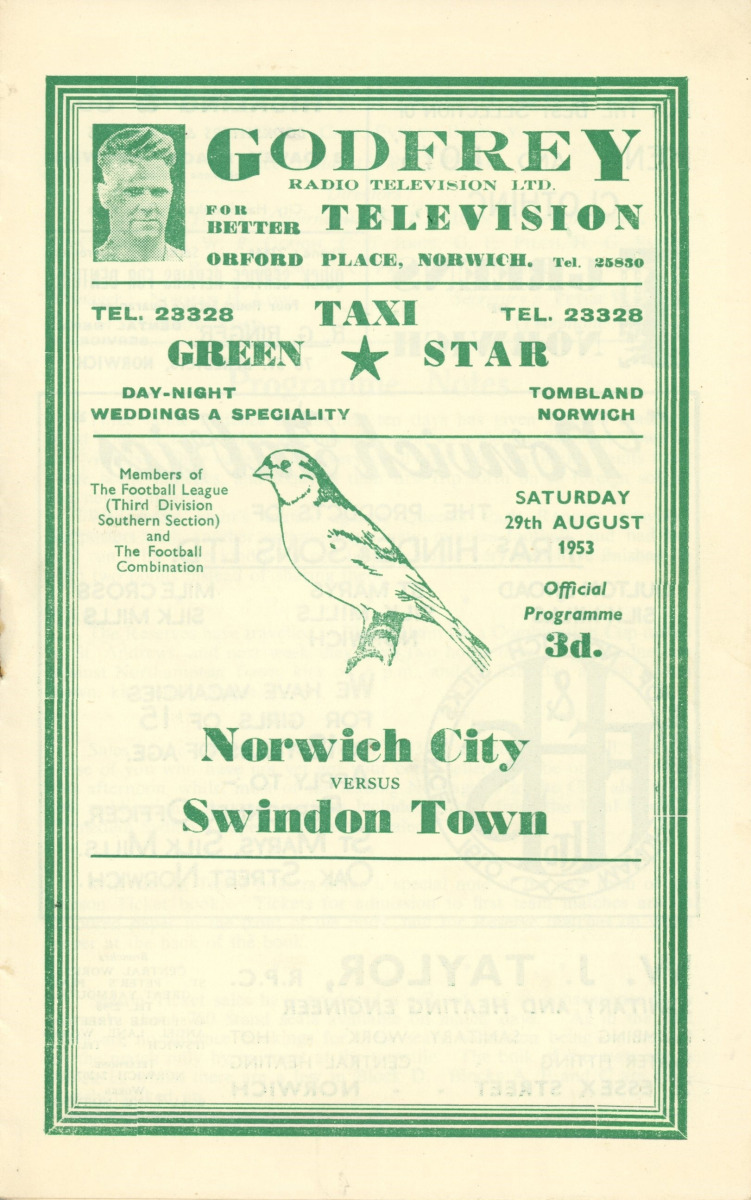 GODFREY
RADIO TELEVISION LTD.
FOR BETTER TELEVISION
ORFORD PLACE, NORWICH. Tel. 25830
TEL. 23328 TAXI TEL. 23328
GREEN STAR
DAY-NIGHT TOMBLAND
WEDDINGS A SPECIALITY NORWICH
Members of
The Football League
(Third Division
Southern Section)
and
The Football
Combination
SATURDAY
29th AUGUST
1953
Official
Programme
3d.
Norwich City
VERSUS
Swindon Town